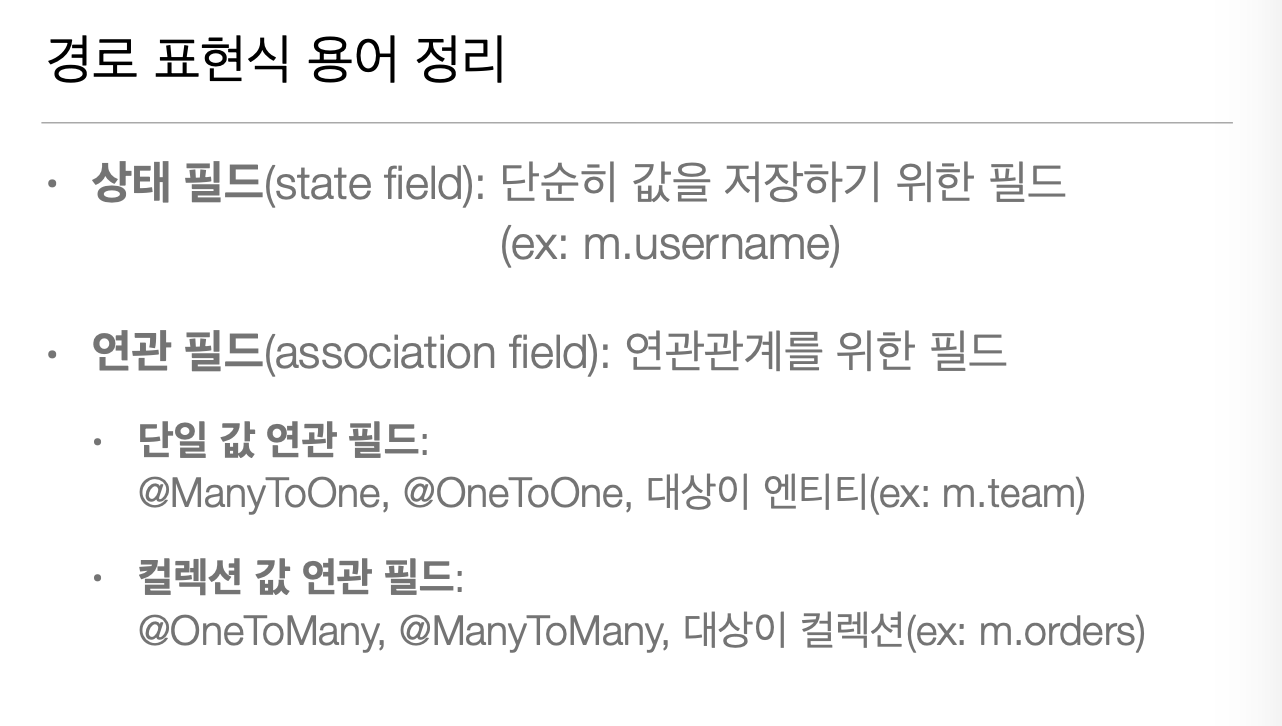 경로 표현식 용어 정리
• 상태 필드(state field): 단순히 값을 저장하기 위한 필드
(ex: m.username)
• 연관 필드(association field): 연관관계를 위한 필드
• 단일 값 연관 필드:
@ManyToOne, @OneToOne, 대상이 엔티티(ex: m.team)
• 컬렉션 값 연관 필드:
@OneToMany, @ManyToMany, 대상이 컬렉션(ex: m.orders)